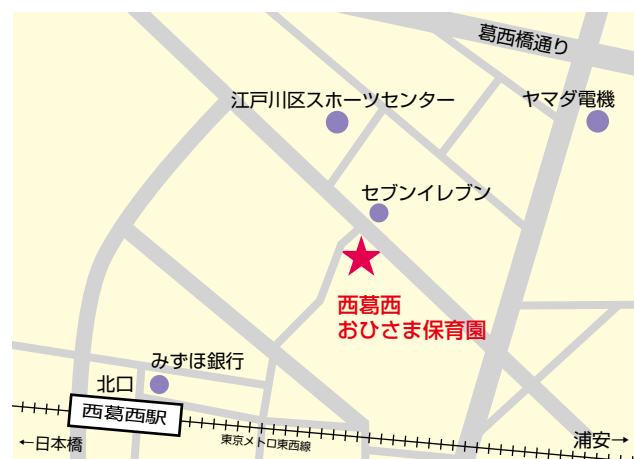 葛西橋通り
江戸川区スホーツセンター
ヤマダ電機
セブンイレブン
西葛西
おひさま保育園
みずほ銀行
北口
西葛西駅
東京メトロ東西線
←日本橋
浦安→